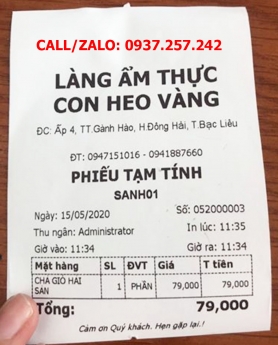 CALL/ZALO: 0937.257.242
LÀNG ẨM THỰC
CON HEO VÀNG
ĐC: Ấp 4, TT.Gành Hào, H.Đông Hải, T.Bạc Liêu
ĐT: 0947151016 - 0941887660
PHIẾU TẠM TÍNH
SANH01
Ngày: 15/05/2020 Số: 052000003
Thu ngân: Administrator In lúc: 11:35
Giờ vào: 11:34 Giờ ra: 11:34
Mặt hàng SL ĐVT Giá T tiền
CHẢ GIÒ HẢI SẢN 1 PHẦN 79,000 79,000
Tổng: 79,000
Cảm ơn Quý khách. Hẹn gặp lại.!